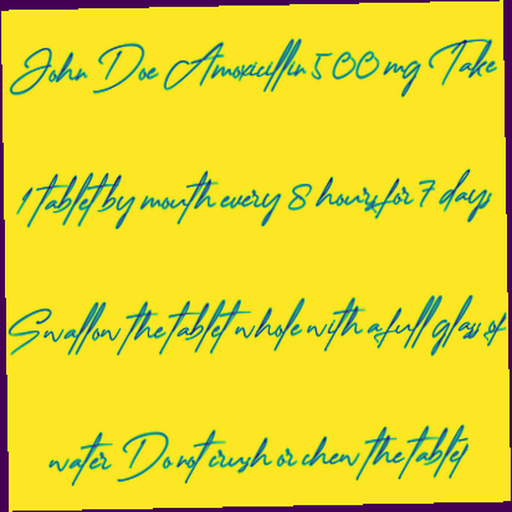 John Doe Amoxicillin 500 mg Take
1 tablet by mouth every 8 hours for 7 days
Swallow the tablet whole with a full glass of
water Do not crush or chew the tablet